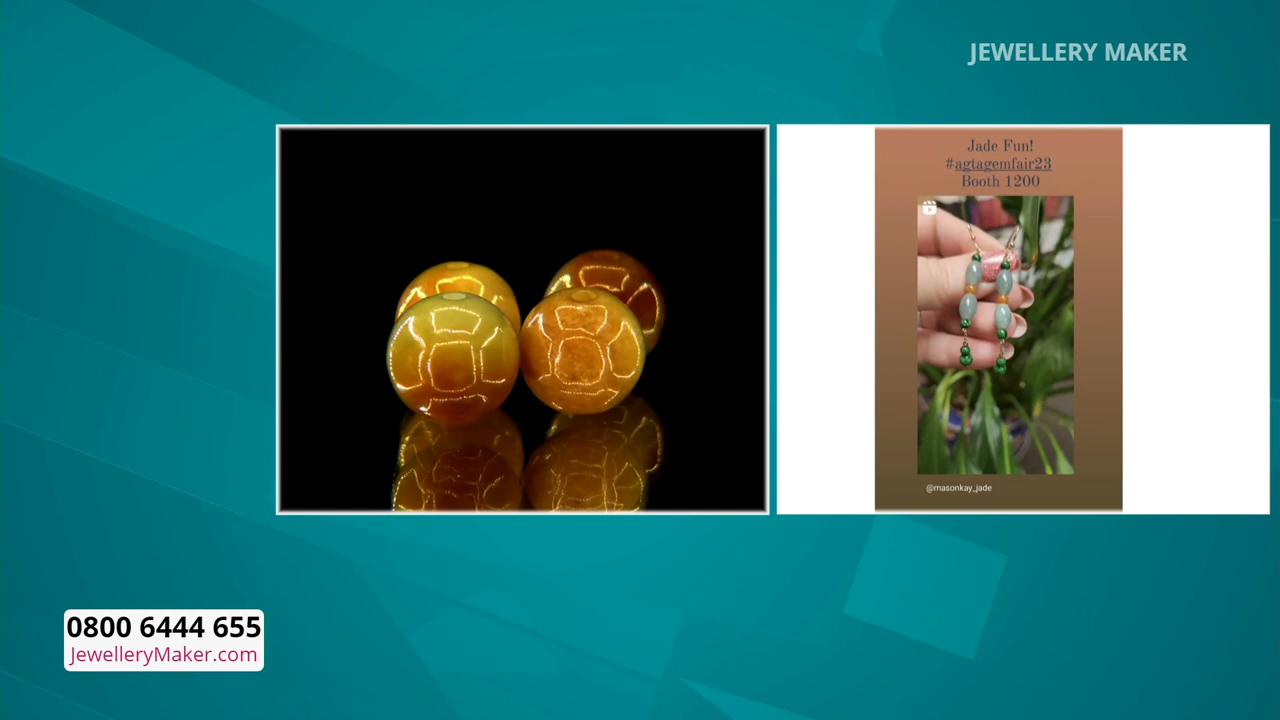 JEWELLERY MAKER
Jade Fun!
#agtagemfair23
Booth 1200
@masonkay_jade
0800 6444 655
JewelleryMaker.com